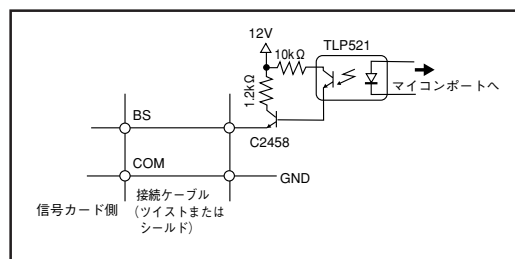 12V
10kΩ
TLP521
1.2kΩ
マイコンポートへ
BS
C2458
COM
GND
信号カード側
接続ケーブル
(ツイストまたは
シールド)